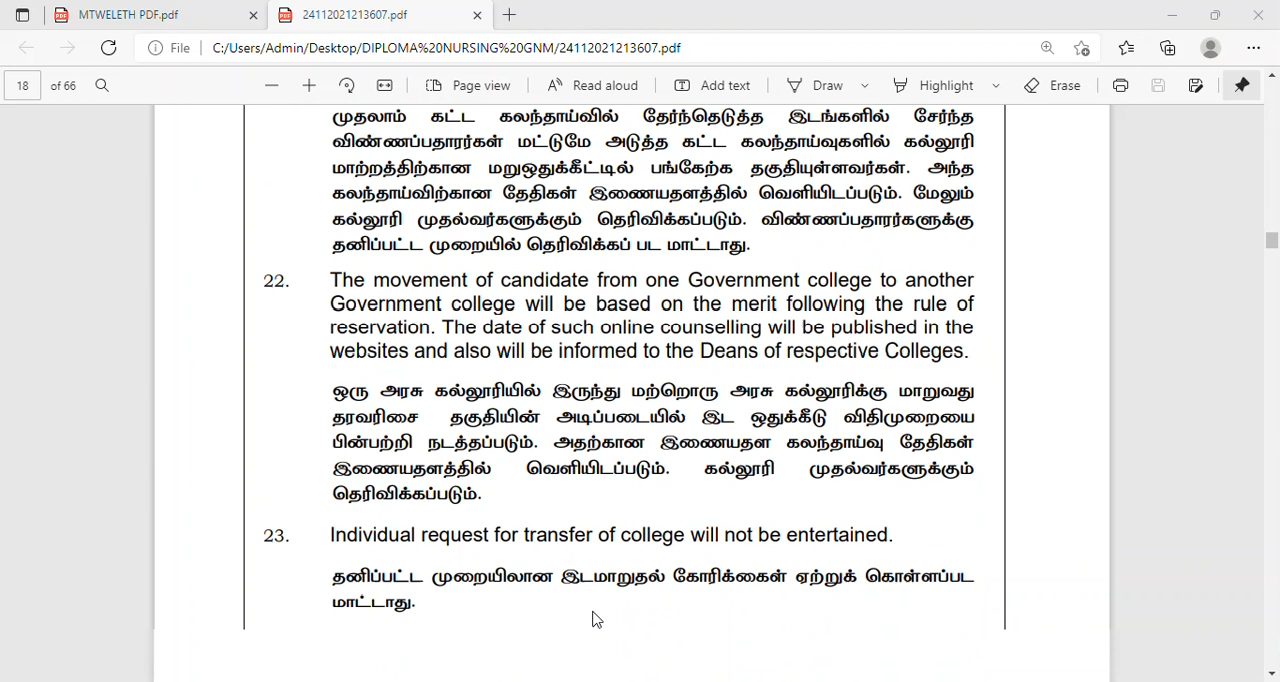 MTWELETH PDF.pdf
24112021213607.pdf
File
C:/Users/Admin/Desktop/DIPLOMA%20NURSING%20GNM/24112021213607.pdf
18 of 66
Page view
Read aloud
Add text
Draw
Highlight
Erase
முதலாம் கட்ட கலந்தாய்வில் தேர்ந்தெடுத்த இடங்களில் சேர்ந்த
விண்ணப்பதாரர்கள் மட்டுமே அடுத்த கட்ட கலந்தாய்வுகளில் கல்லூரி
மாற்றத்திற்கான மறுஒதுக்கீட்டில் பங்கேற்க தகுதியுள்ளவர்கள். அந்த
கலந்தாய்விற்கான தேதிகள் இணையதளத்தில் வெளியிடப்படும். மேலும்
கல்லூரி முதல்வர்களுக்கும் தெரிவிக்கப்படும். விண்ணப்பதாரர்களுக்கு
தனிப்பட்ட முறையில் தெரிவிக்கப் பட மாட்டாது.
22. The movement of candidate from one Government college to another
Government college will be based on the merit following the rule of
reservation. The date of such online counselling will be published in the
websites and also will be informed to the Deans of respective Colleges.
ஒரு அரசு கல்லூரியில் இருந்து மற்றொரு அரசு கல்லூரிக்கு மாறுவது
தரவரிசை தகுதியின் அடிப்படையில் இட ஒதுக்கீடு விதிமுறையை
பின்பற்றி நடத்தப்படும். அதற்கான இணையதள கலந்தாய்வு தேதிகள்
இணையதளத்தில் வெளியிடப்படும். கல்லூரி முதல்வர்களுக்கும்
தெரிவிக்கப்படும்.
23. Individual request for transfer of college will not be entertained.
தனிப்பட்ட முறையிலான இடமாறுதல் கோரிக்கைகள் ஏற்றுக் கொள்ளப்பட
மாட்டாது.